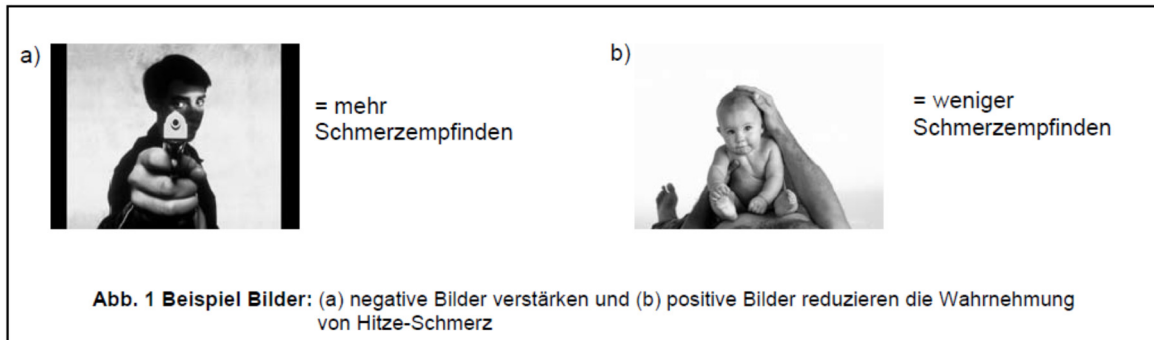 a)
= mehr
Schmerzempfinden
b)
= weniger
Schmerzempfinden
Abb. 1 Beispiel Bilder: (a) negative Bilder verstärken und (b) positive Bilder reduzieren die Wahrnehmung
von Hitze-Schmerz